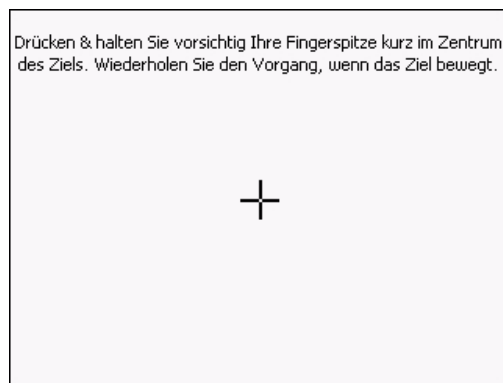 Drücken & halten Sie vorsichtig Ihre Fingerspitze kurz im Zentrum
des Ziels. Wiederholen Sie den Vorgang, wenn das Ziel bewegt.